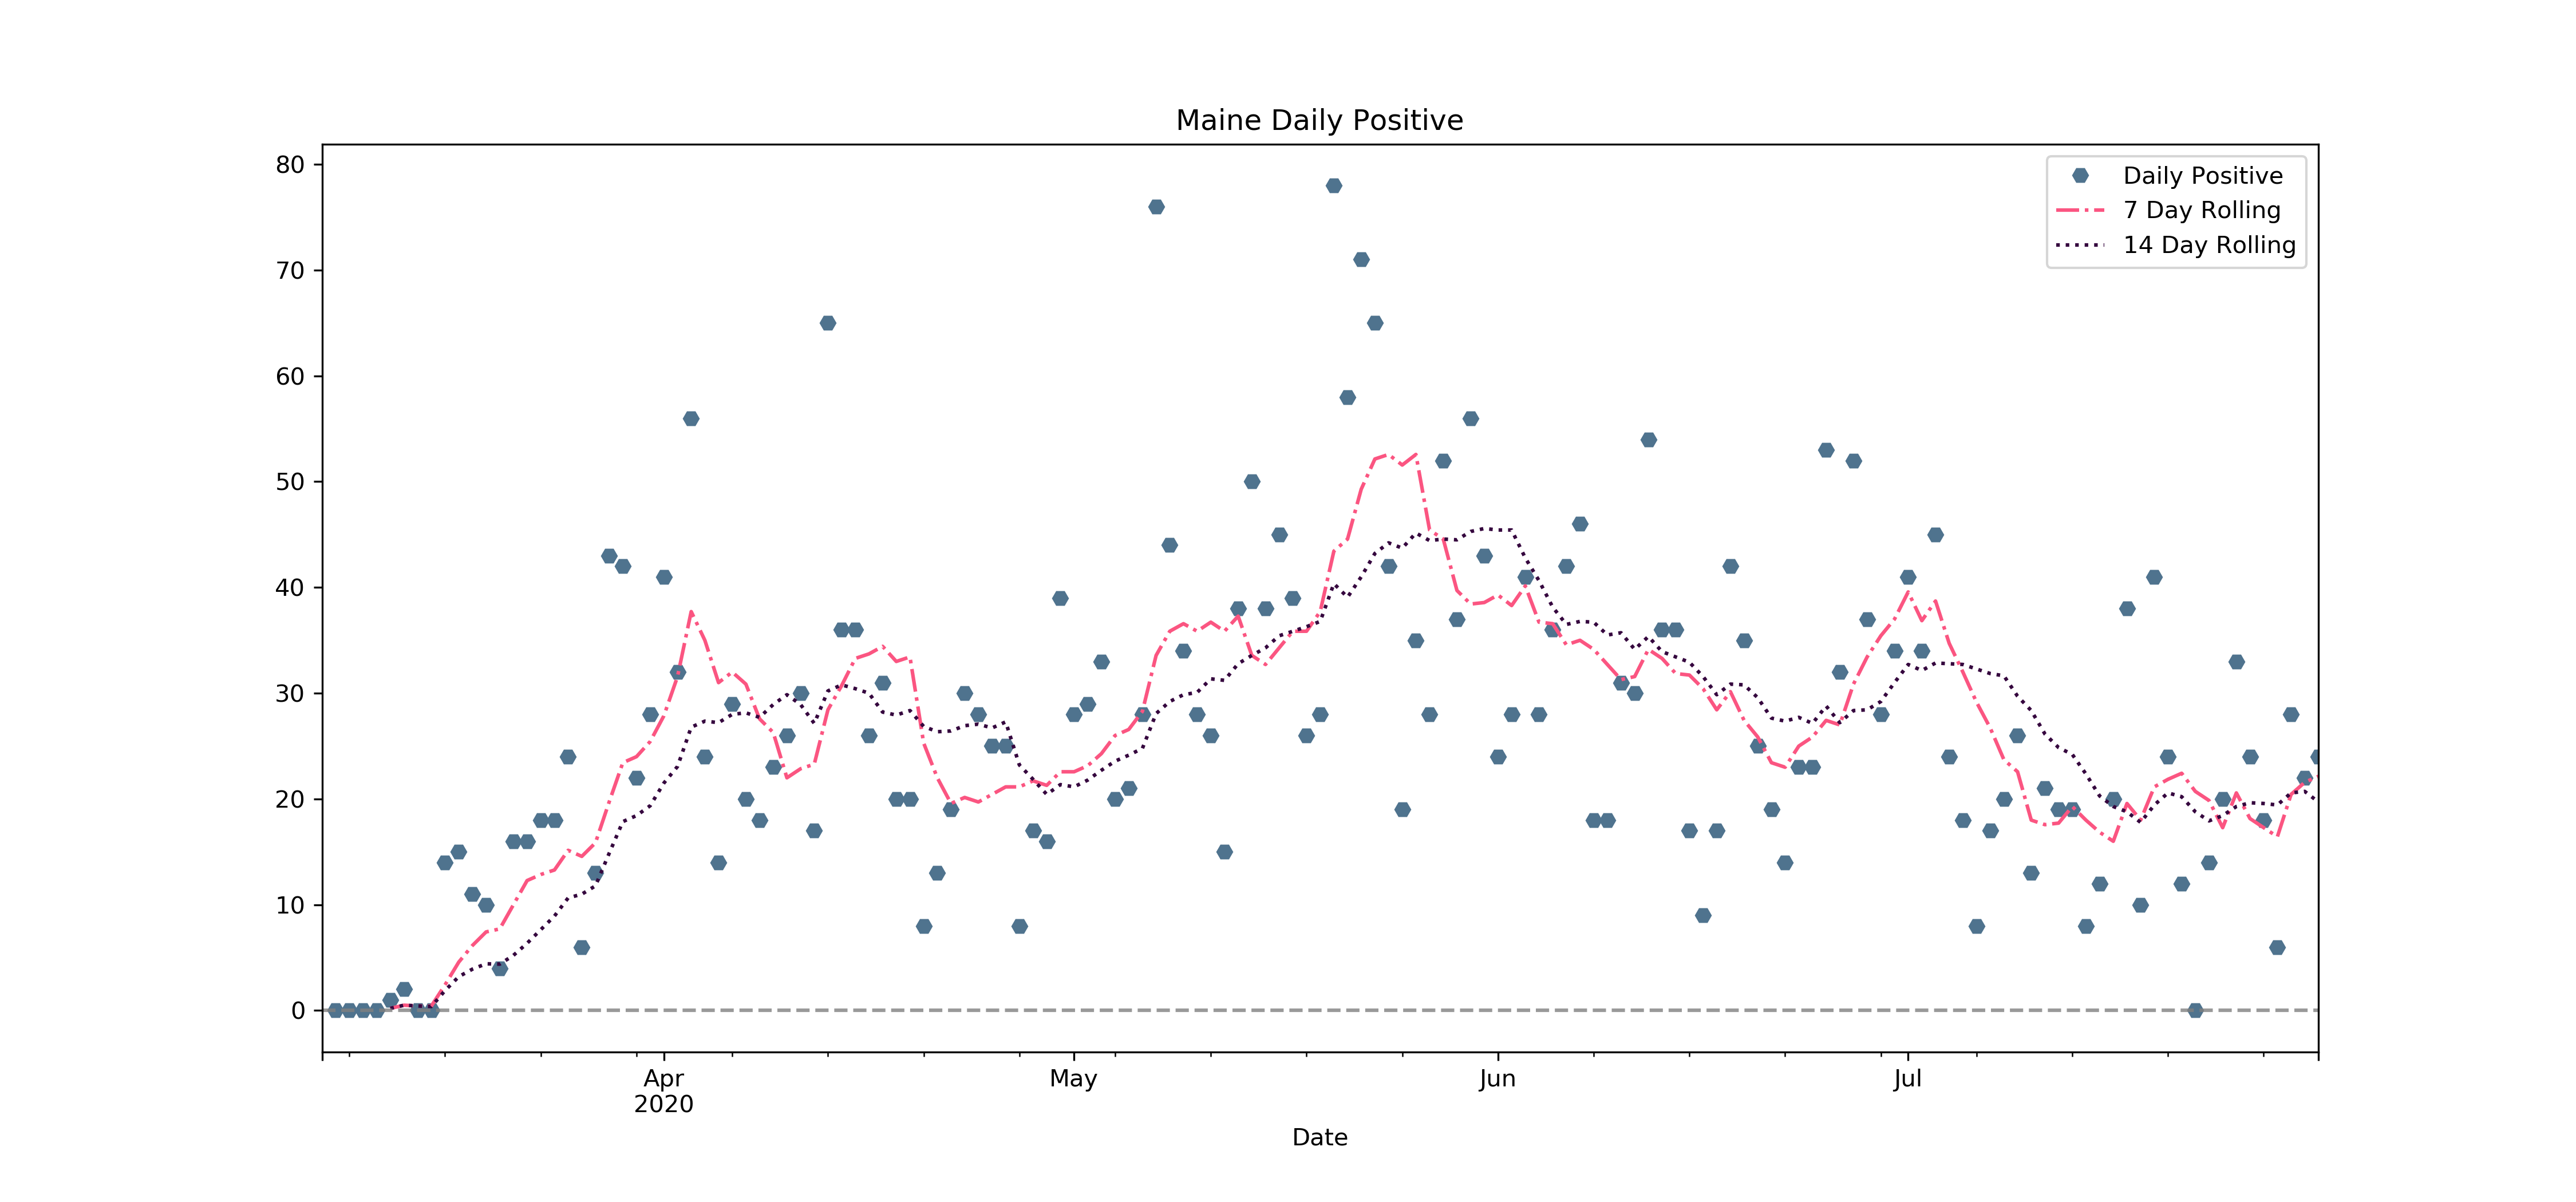 Maine Daily Positive
80
70
60
50
40
30
20
10
0
Daily Positive
7 Day Rolling
14 Day Rolling
Apr
2020
May
Jun
Jul
Date